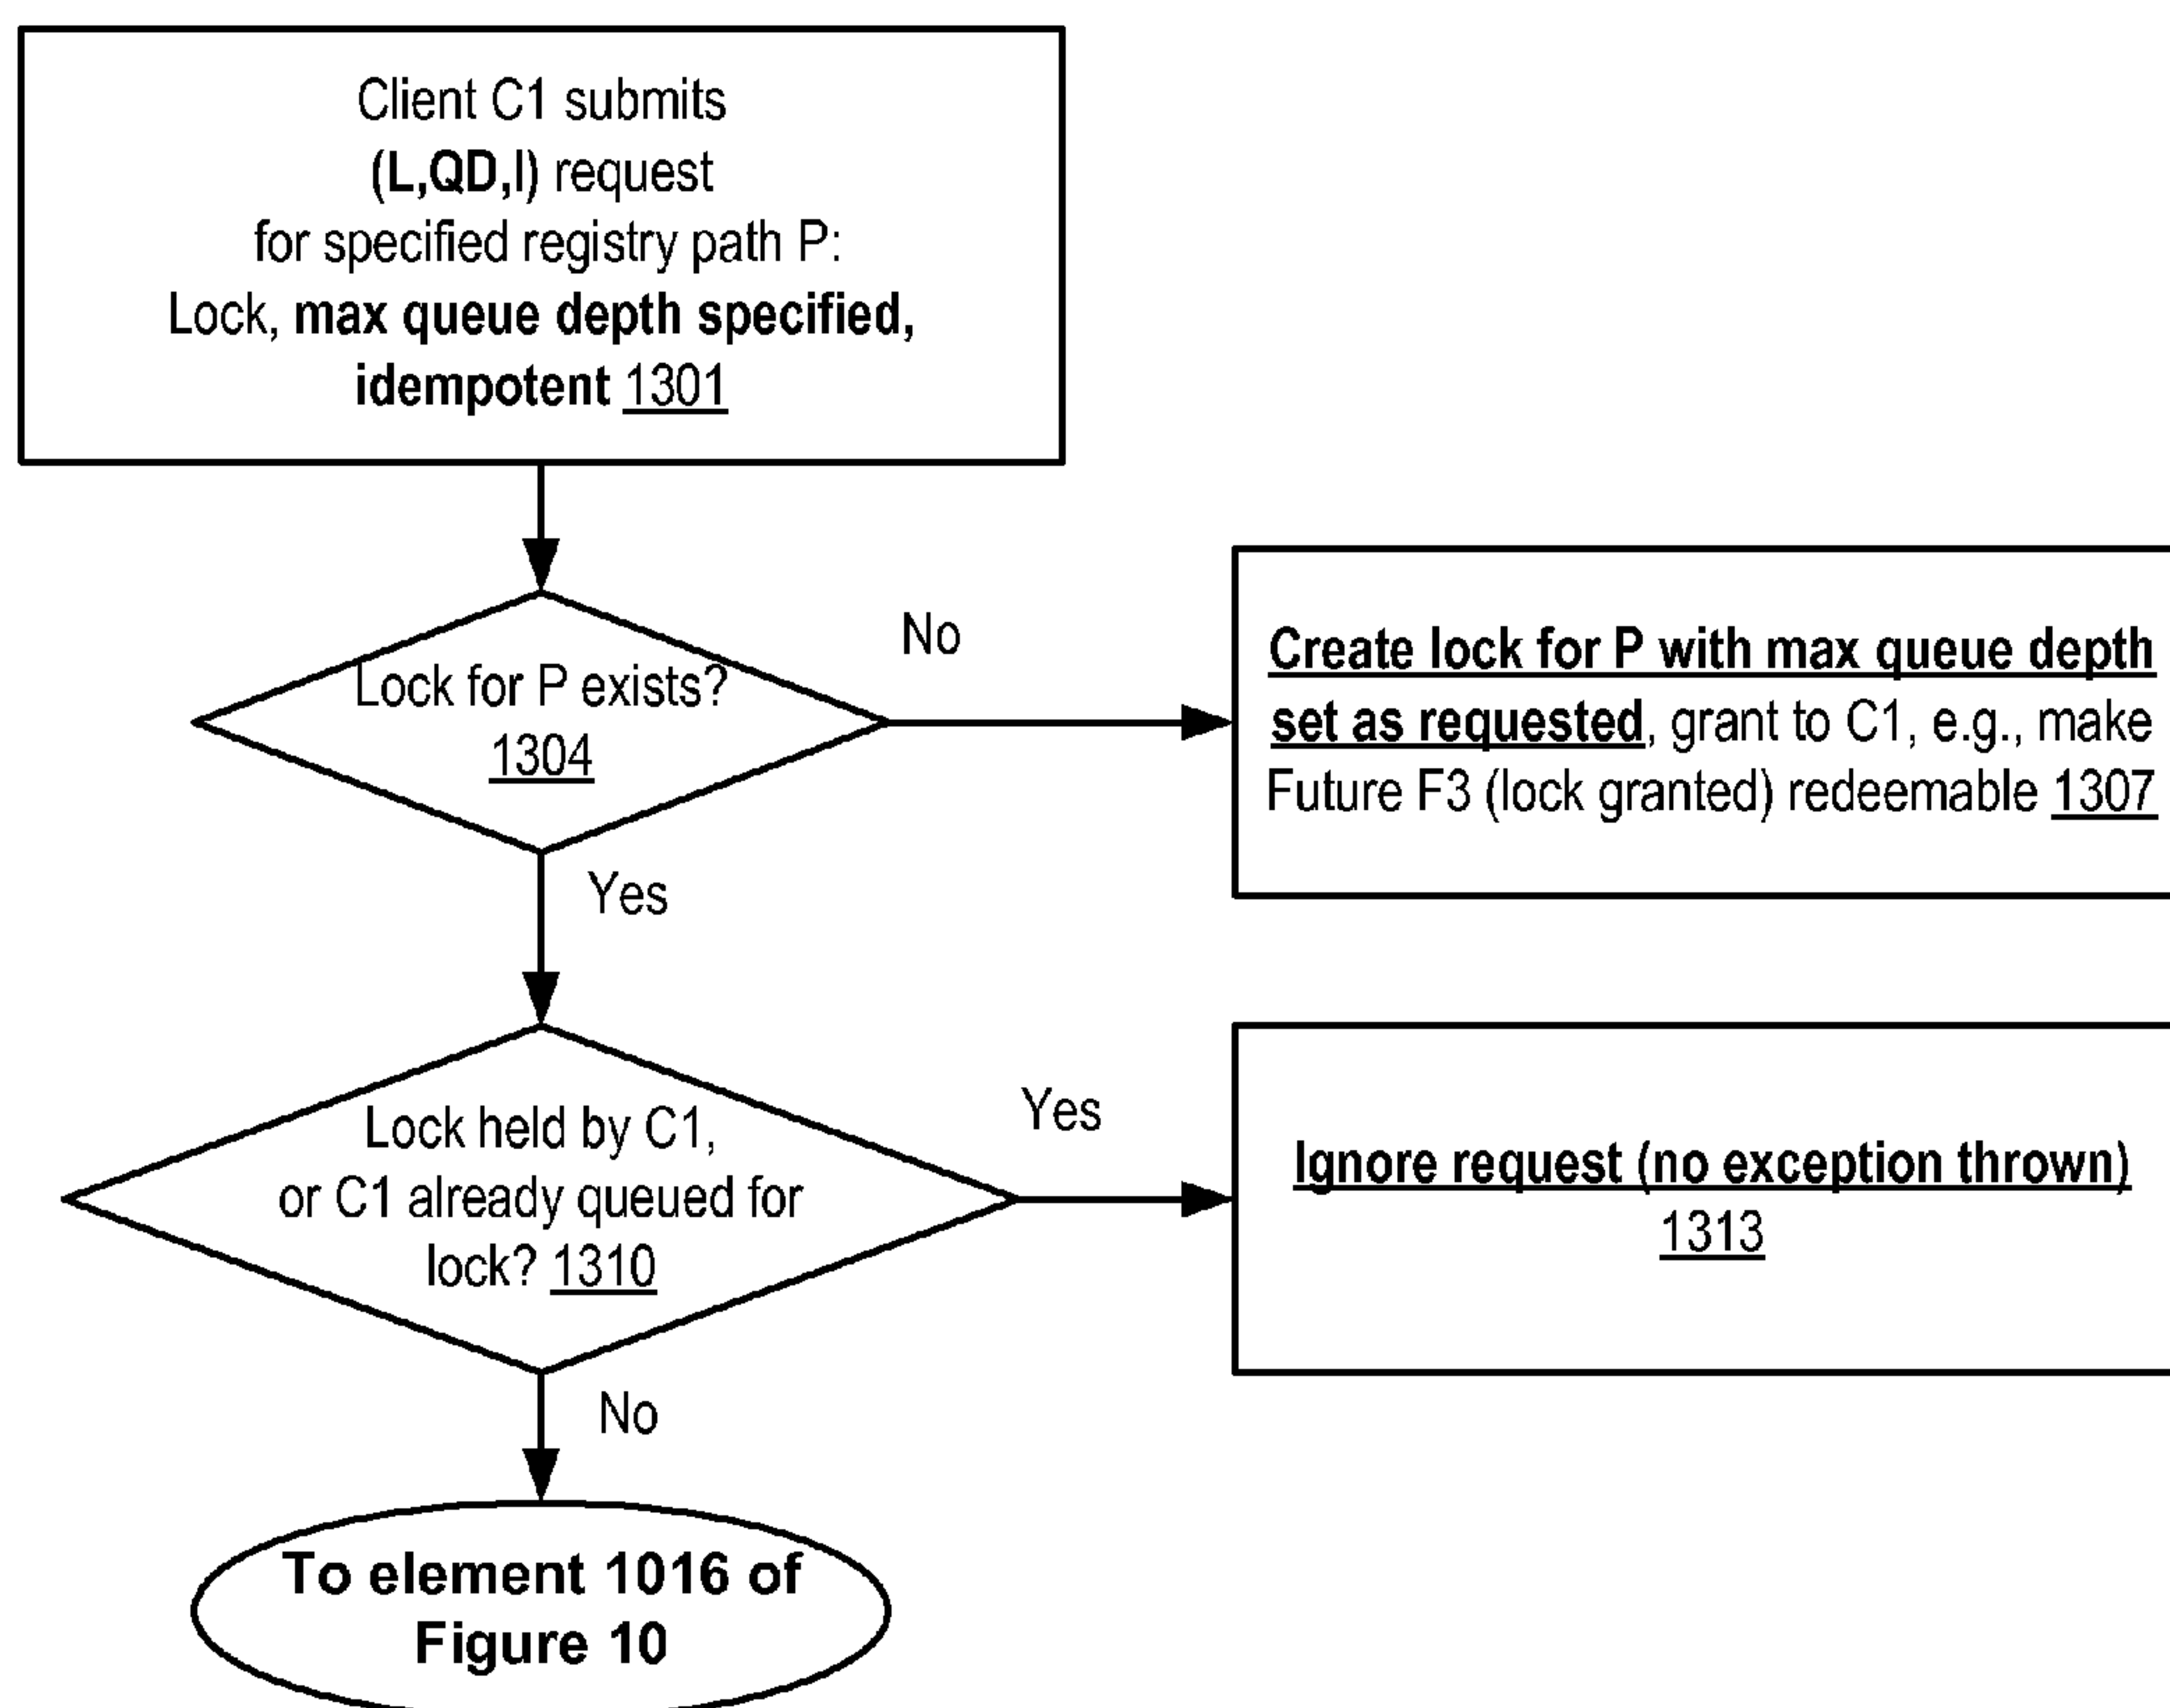 Client C1 submits
(L,QD,I) request
for specified registry path P:
Lock, max queue depth specified,
idempotent 1301
Lock for P exists?
1304
No
Create lock for P with max queue depth
set as requested, grant to C1, e.g., make
Future F3 (lock granted) redeemable 1307
Yes
Lock held by C1,
or C1 already queued for
lock? 1310
Yes
Ignore request (no exception thrown)
1313
No
To element 1016 of
Figure 10